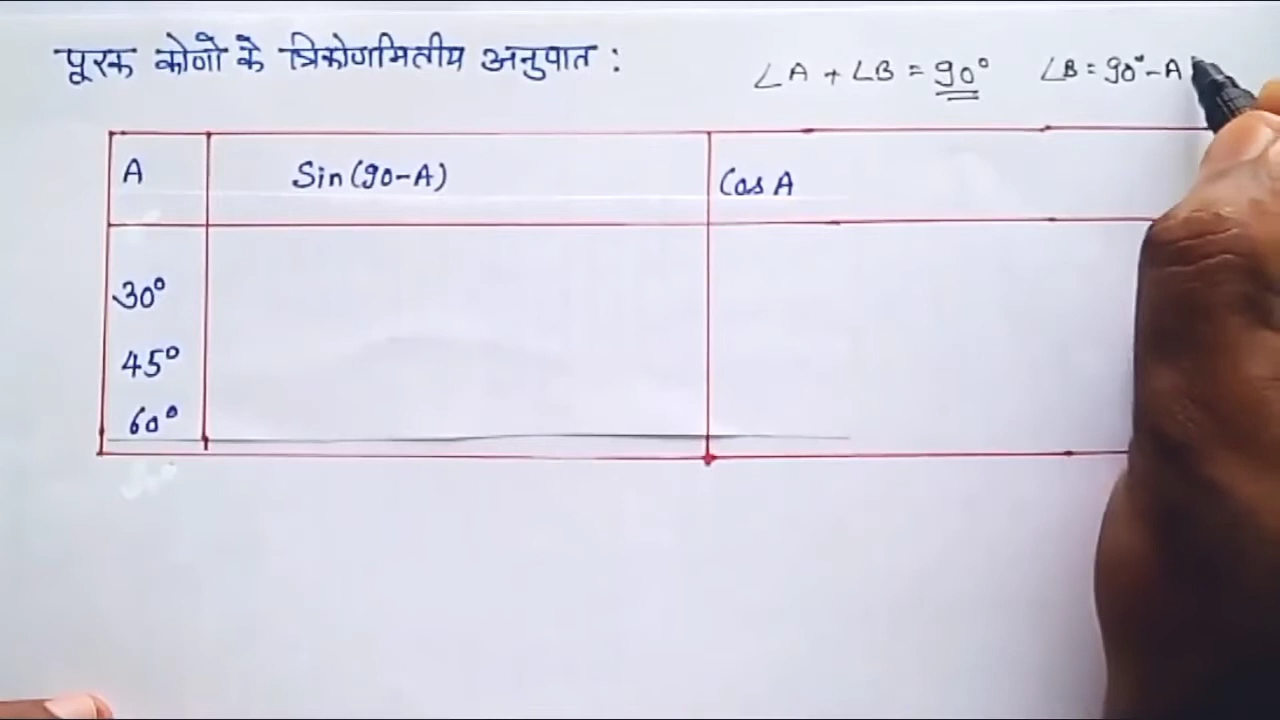 पूरक कोणों के त्रिकोणमितीय अनुपात :
∠A + ∠B = 90° ∠B = 90° - A
A Sin(90-A) Cos A
30°
45°
60°